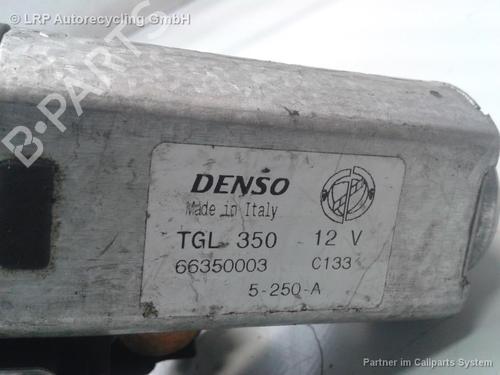 © LRP Autorecycling GmbH
B-PARTS
DENSO
Made in Italy
TGL 350 12 V
66350003 C133
5-250-A
Partner im Callparts System